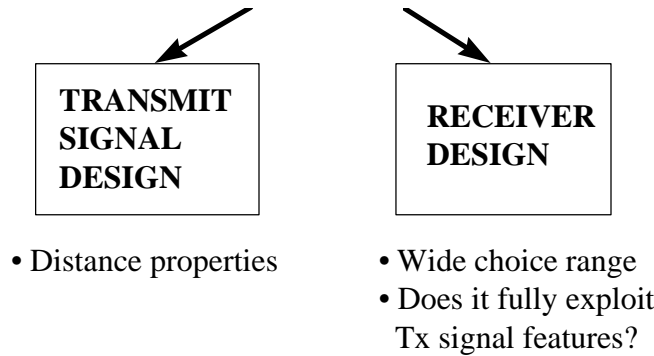 TRANSMIT
SIGNAL
DESIGN
RECEIVER
DESIGN
• Distance properties
• Wide choice range
• Does it fully exploit
Tx signal features?